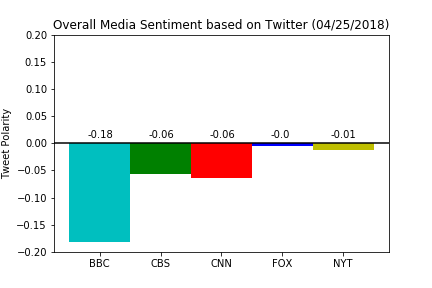 Overall Media Sentiment based on Twitter (04/25/2018)
Tweet Polarity
0.20
0.15
0.10
0.05
0.00
−0.05
−0.10
−0.15
−0.20
-0.18 -0.06 -0.06 -0.0 -0.01
BBC CBS CNN FOX NYT